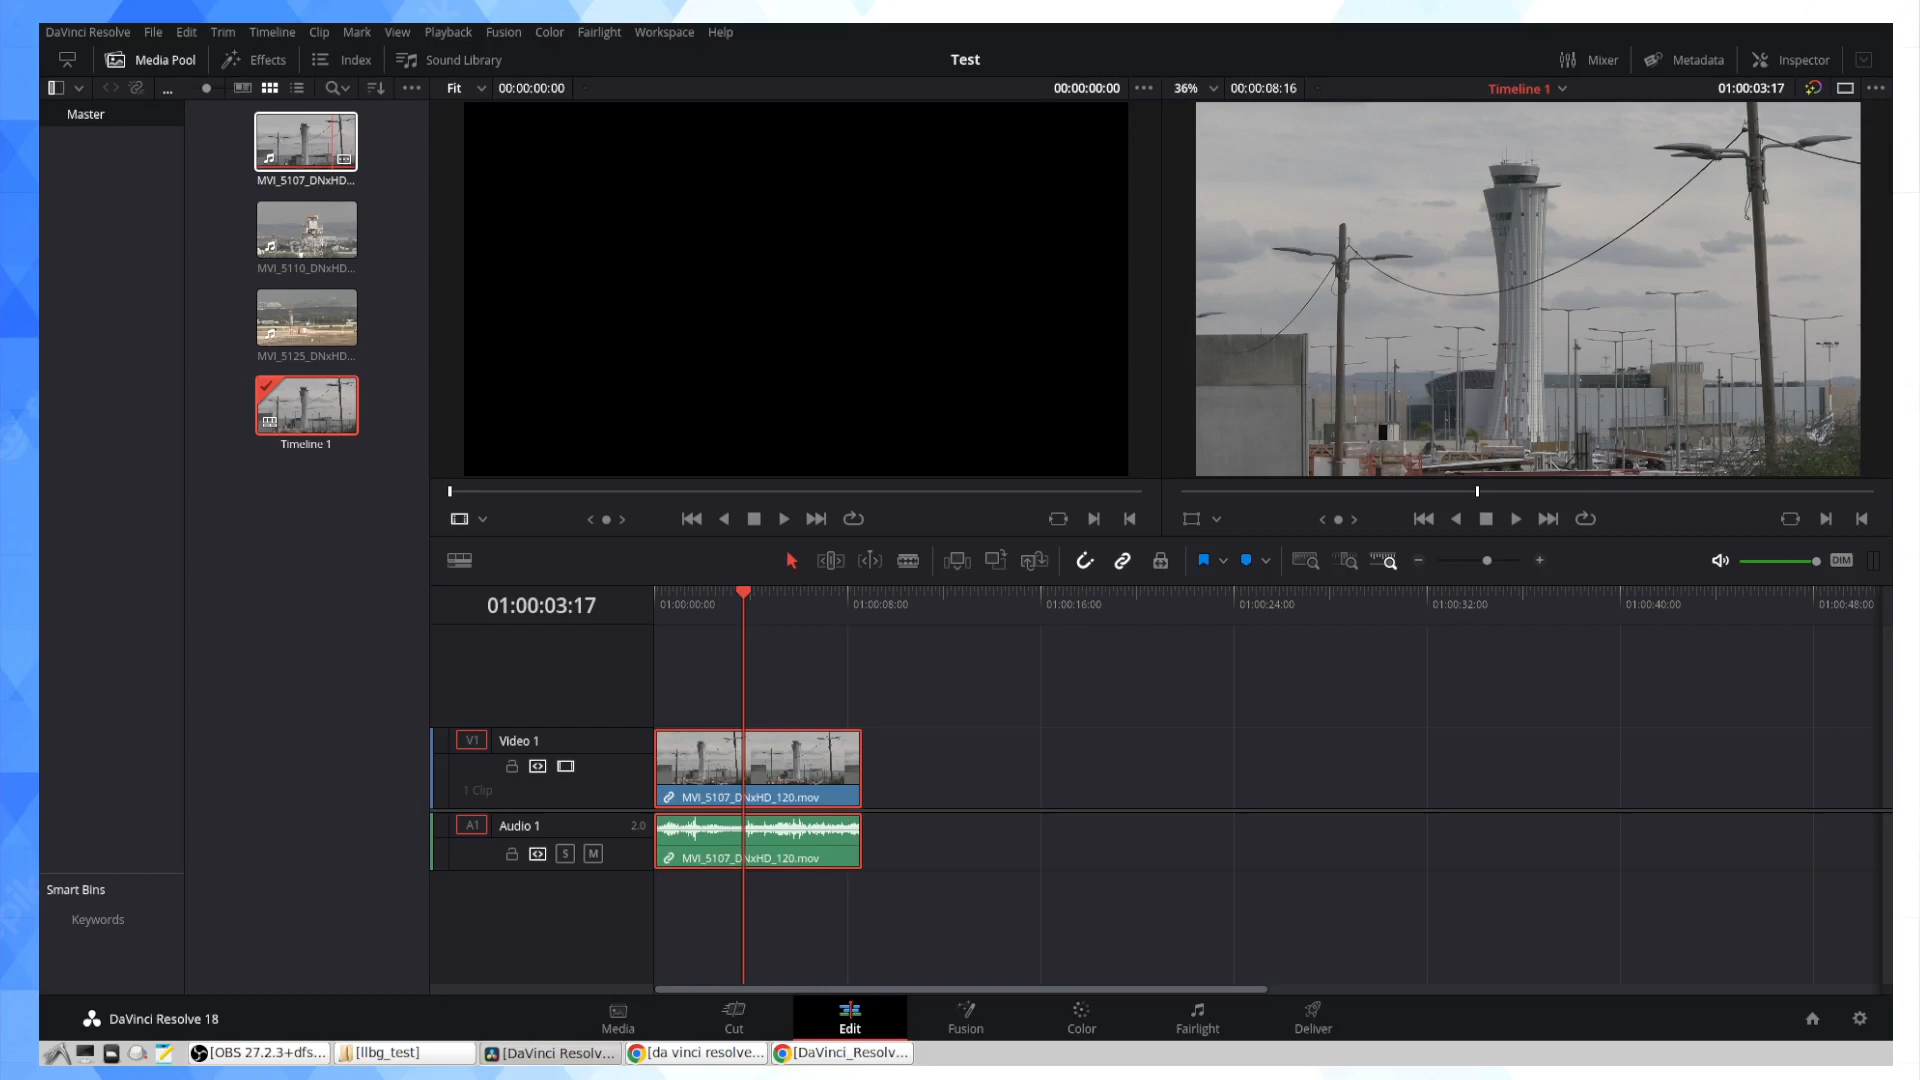 DaVinci Resolve File Edit Trim Timeline Clip Mark View Playback Fusion Color Fairlight Workspace Help
Media Pool Effects Index Sound Library Test Mixer Metadata Inspector
... Fit 00:00:00:00 00:00:00:00 ••• 36% 00:00:08:16 Timeline 1 01:00:03:17 •••
Master
MVI_5107_DNxHD...
MVI_5110_DNxHD...
MVI_5125_DNxHD...
Timeline 1
DIM
01:00:03:17
01:00:00:00 01:00:08:00 01:00:16:00 01:00:24:00 01:00:32:00 01:00:40:00 01:00:48:00
V1 Video 1
1 Clip
MVI_5107_DNxHD_120.mov
A1 Audio 1 2.0
S M
MVI_5107_DNxHD_120.mov
Smart Bins
Keywords
DaVinci Resolve 18
Media Cut Edit Fusion Color Fairlight Deliver
[OBS 27.2.3+dfs... [llbg_test] [DaVinci Resolv... [da vinci resolve... [DaVinci_Resolv...